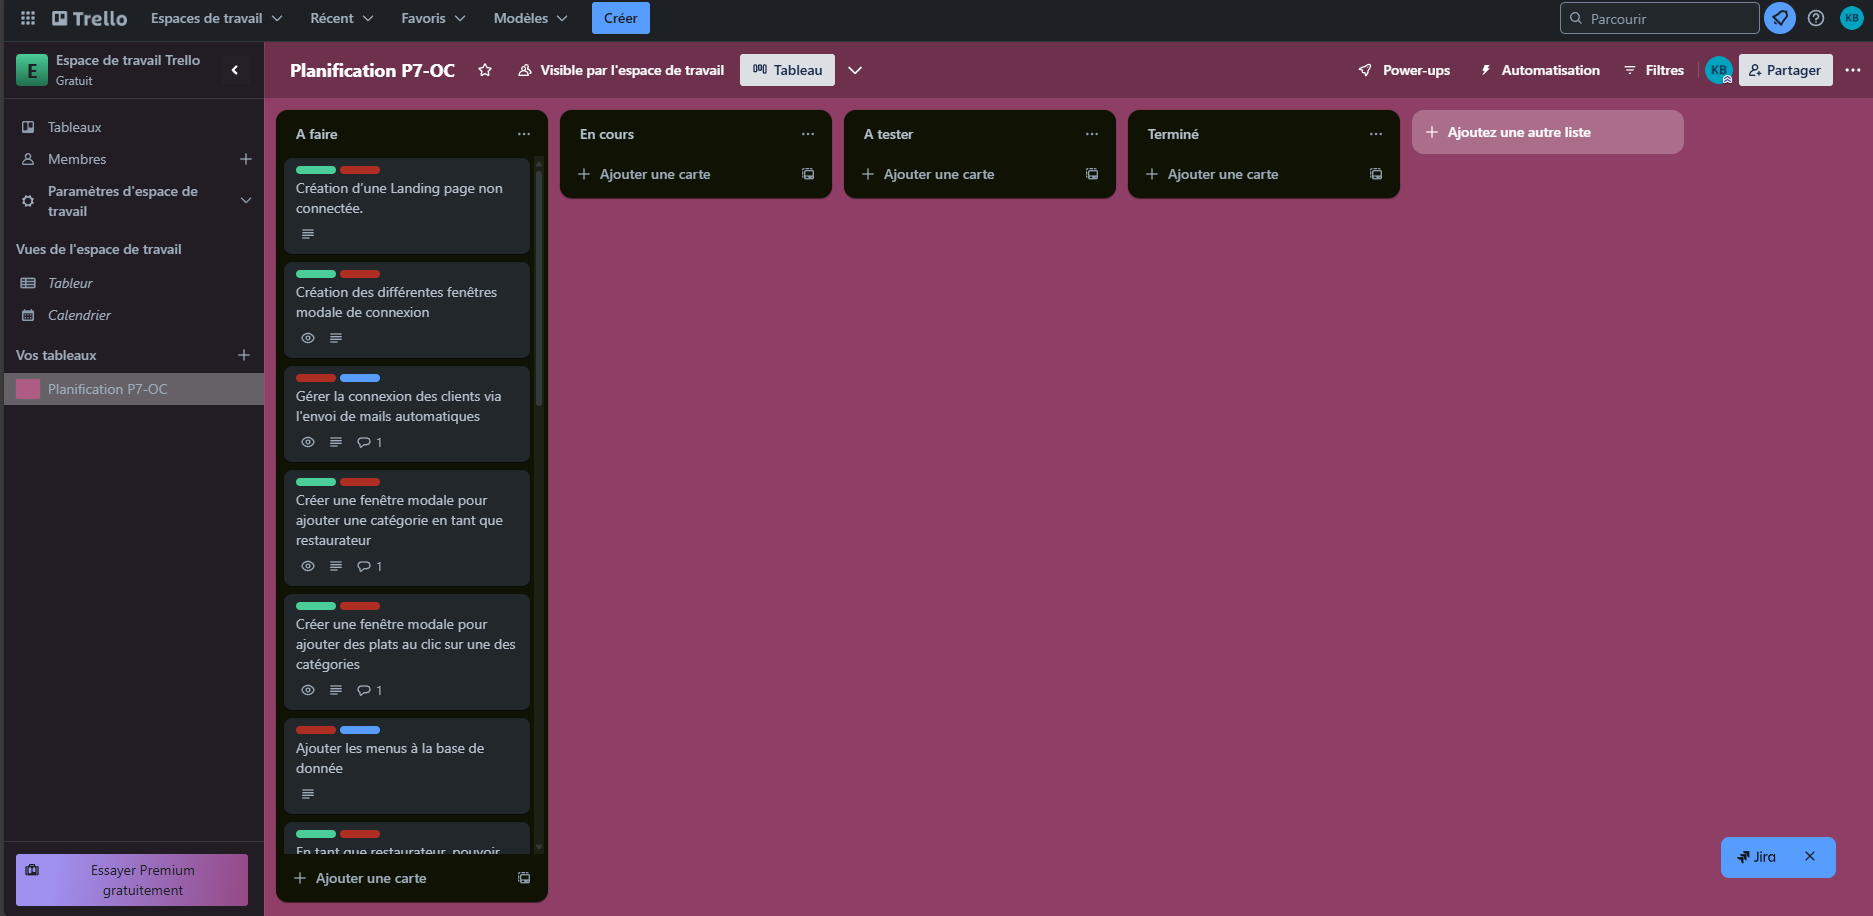 Trello
Espaces de travail
Récent
Favoris
Modèles
Créer
Parcourir
KB
E
Espace de travail Trello
Gratuit
Planification P7-OC
Visible par l'espace de travail
Tableau
Power-ups
Automatisation
Filtres
KB
Partager
Tableaux
Membres
Paramètres d'espace de
travail
Vues de l'espace de travail
Tableur
Calendrier
Vos tableaux
Planification P7-OC
Essayer Premium
gratuitement
A faire
Création d'une Landing page non
connectée.
Création des différentes fenêtres
modale de connexion
Gérer la connexion des clients via
l'envoi de mails automatiques
1
Créer une fenêtre modale pour
ajouter une catégorie en tant que
restaurateur
1
Créer une fenêtre modale pour
ajouter des plats au clic sur une des
catégories
1
Ajouter les menus à la base de
donnée
En tant que restaurateur, pouvoir
Ajouter une carte
En cours
Ajouter une carte
A tester
Ajouter une carte
Terminé
Ajouter une carte
Ajoutez une autre liste
Jira